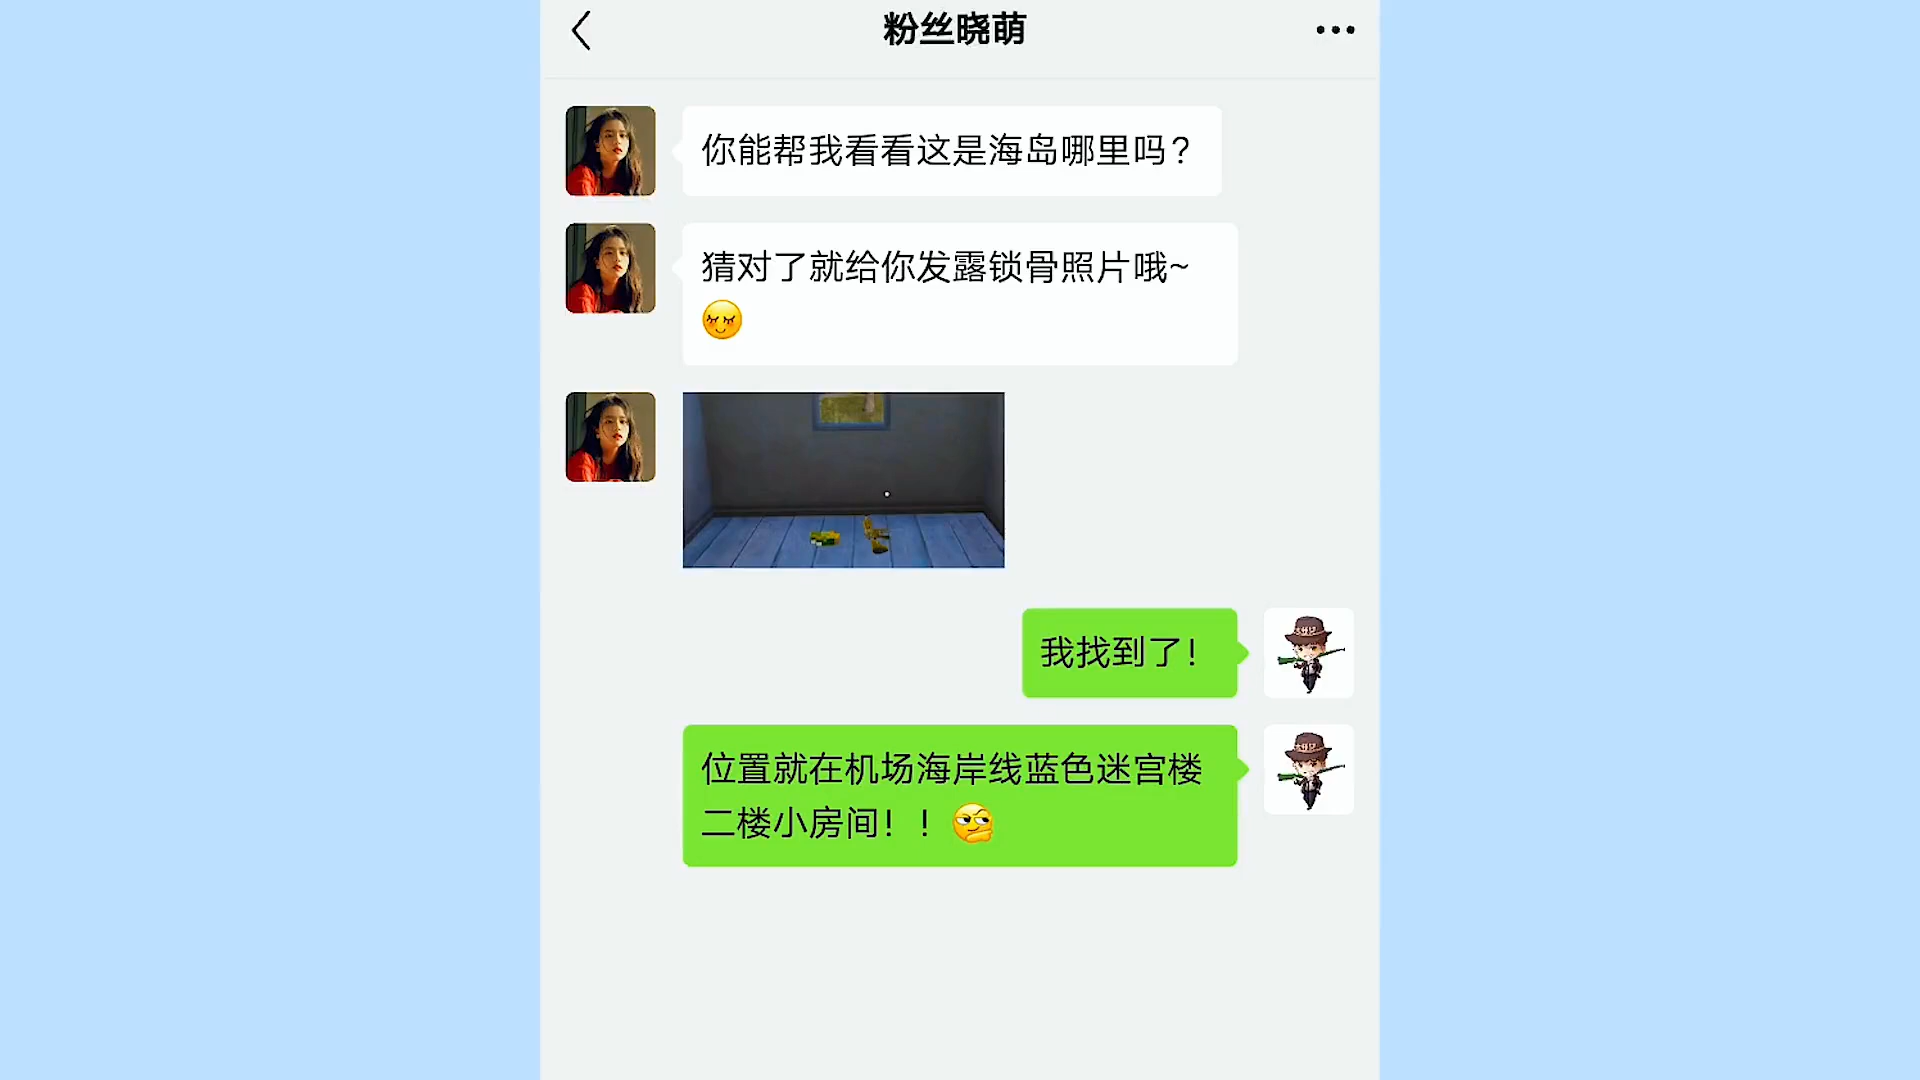 粉丝晓萌
你能帮我看看这是海岛哪里吗？
猜对了就给你发露锁骨照片哦~
我找到了！
位置就在机场海岸线蓝色迷宫楼
二楼小房间！！